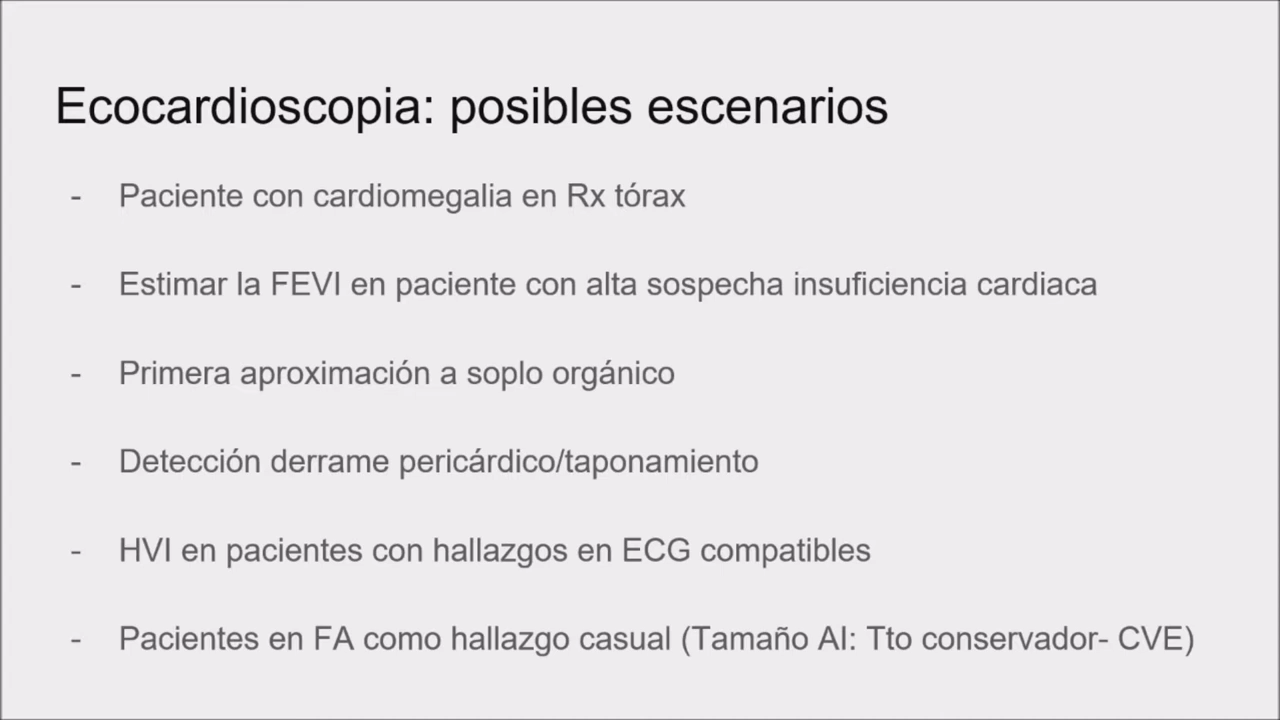 Ecocardioscopia: posibles escenarios
- Paciente con cardiomegalia en Rx tórax
- Estimar la FEVI en paciente con alta sospecha insuficiencia cardiaca
- Primera aproximación a soplo orgánico
- Detección derrame pericárdico/taponamiento
- HVI en pacientes con hallazgos en ECG compatibles
- Pacientes en FA como hallazgo casual (Tamaño AI: Tto conservador- CVE)